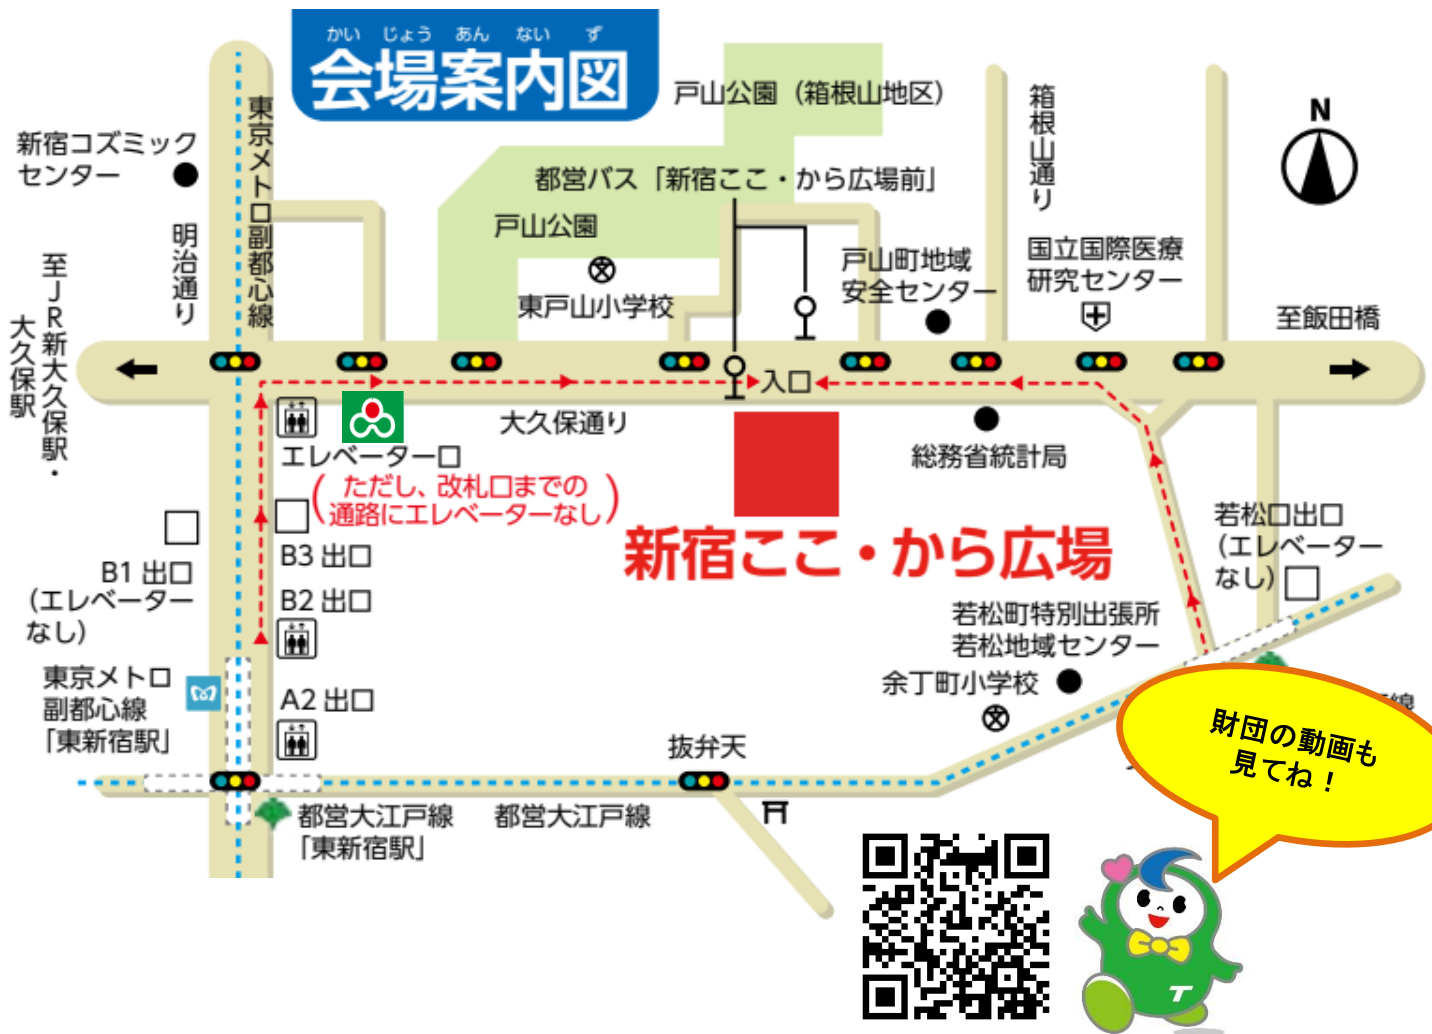 かい じょう あん ない ず
会場案内図
戸山公園（箱根山地区）
N
箱根山通り
東京メトロ副都心線
新宿コズミック
センター
都営バス「新宿ここ・から広場前」
明治通り
戸山公園
国立国際医療
研究センター
戸山町地域
安全センター
至JR新大久保駅・
大久保駅
東戸山小学校
至飯田橋
入口
大久保通り
総務省統計局
エレベーター口
（ただし、改札口までの
通路にエレベーターなし）
新宿ここ・から広場
若松口出口
（エレベーター
なし）
B3 出口
B1 出口
（エレベーター
なし）
B2 出口
若松町特別出張所
若松地域センター
東京メトロ
副都心線
「東新宿駅」
余丁町小学校
A2 出口
線
抜弁天
財団の動画も
見てね！
都営大江戸線
「東新宿駅」
都営大江戸線
T